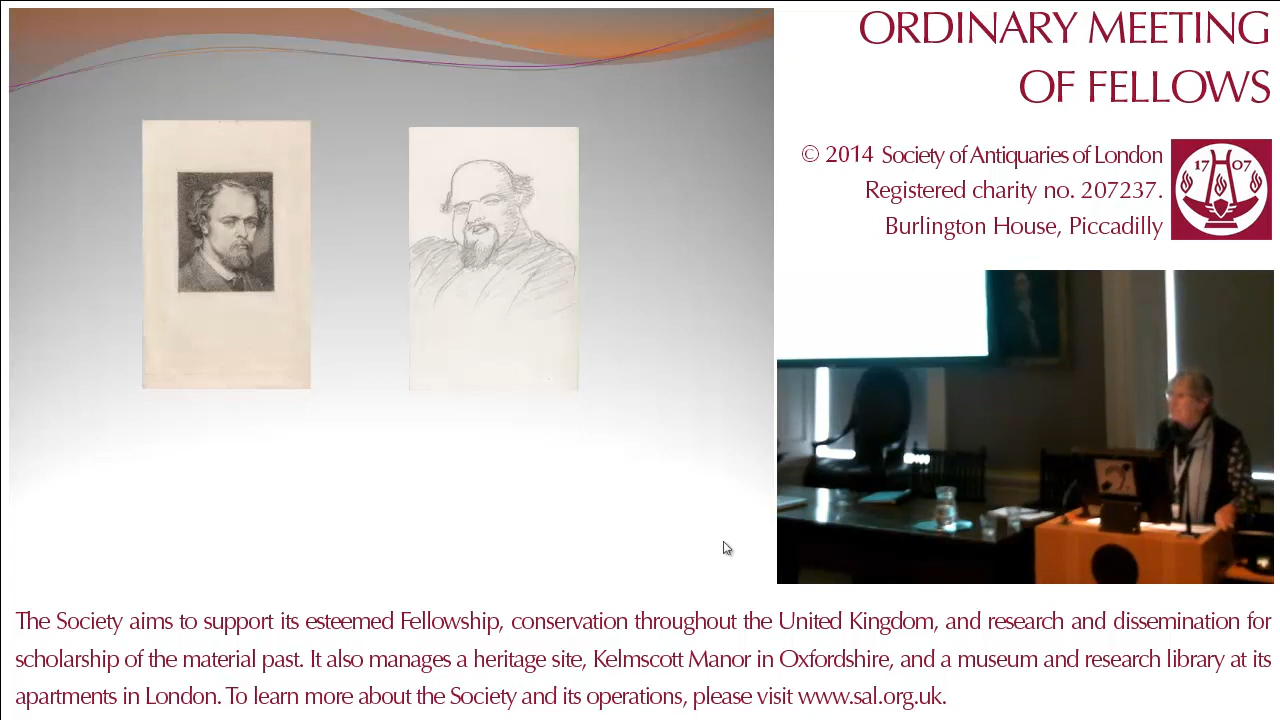 ORDINARY MEETING
OF FELLOWS
© 2014 Society of Antiquaries of London
Registered charity no. 207237.
Burlington House, Piccadilly
17 07
The Society aims to support its esteemed Fellowship, conservation throughout the United Kingdom, and research and dissemination for
scholarship of the material past. It also manages a heritage site, Kelmscott Manor in Oxfordshire, and a museum and research library at its
apartments in London. To learn more about the Society and its operations, please visit www.sal.org.uk.